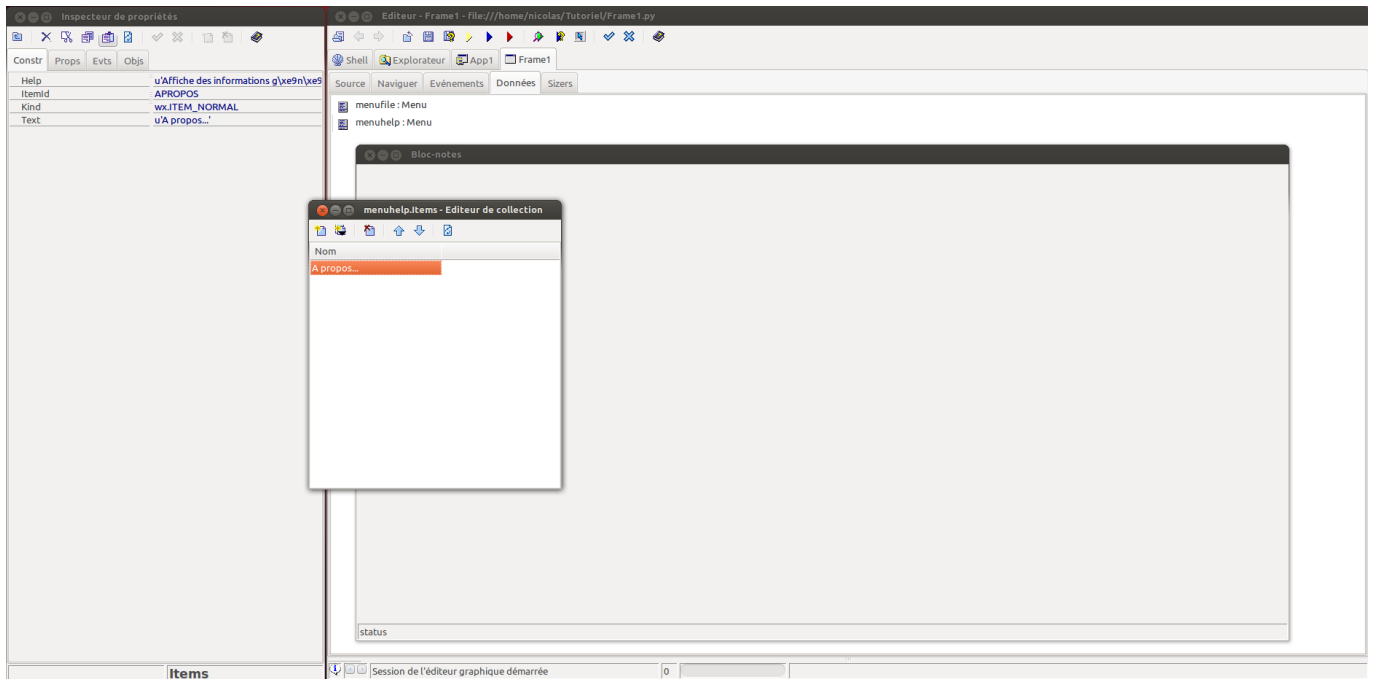 Inspecteur de propriétés
Constr Props Evts Objs
Help u'Affiche des informations g\xe9n\xe9
ItemId APROPOS
Kind wx.ITEM_NORMAL
Text u'A propos...'
Items
Editeur - Frame1 - file:///home/nicolas/Tutoriel/Frame1.py
Shell Explorateur App1 Frame1
Source Naviguer Evénements Données Sizers
menufile : Menu
menuhelp : Menu
Bloc-notes
menuhelp.Items - Editeur de collection
Nom
A propos...
status
Session de l'éditeur graphique démarrée 0